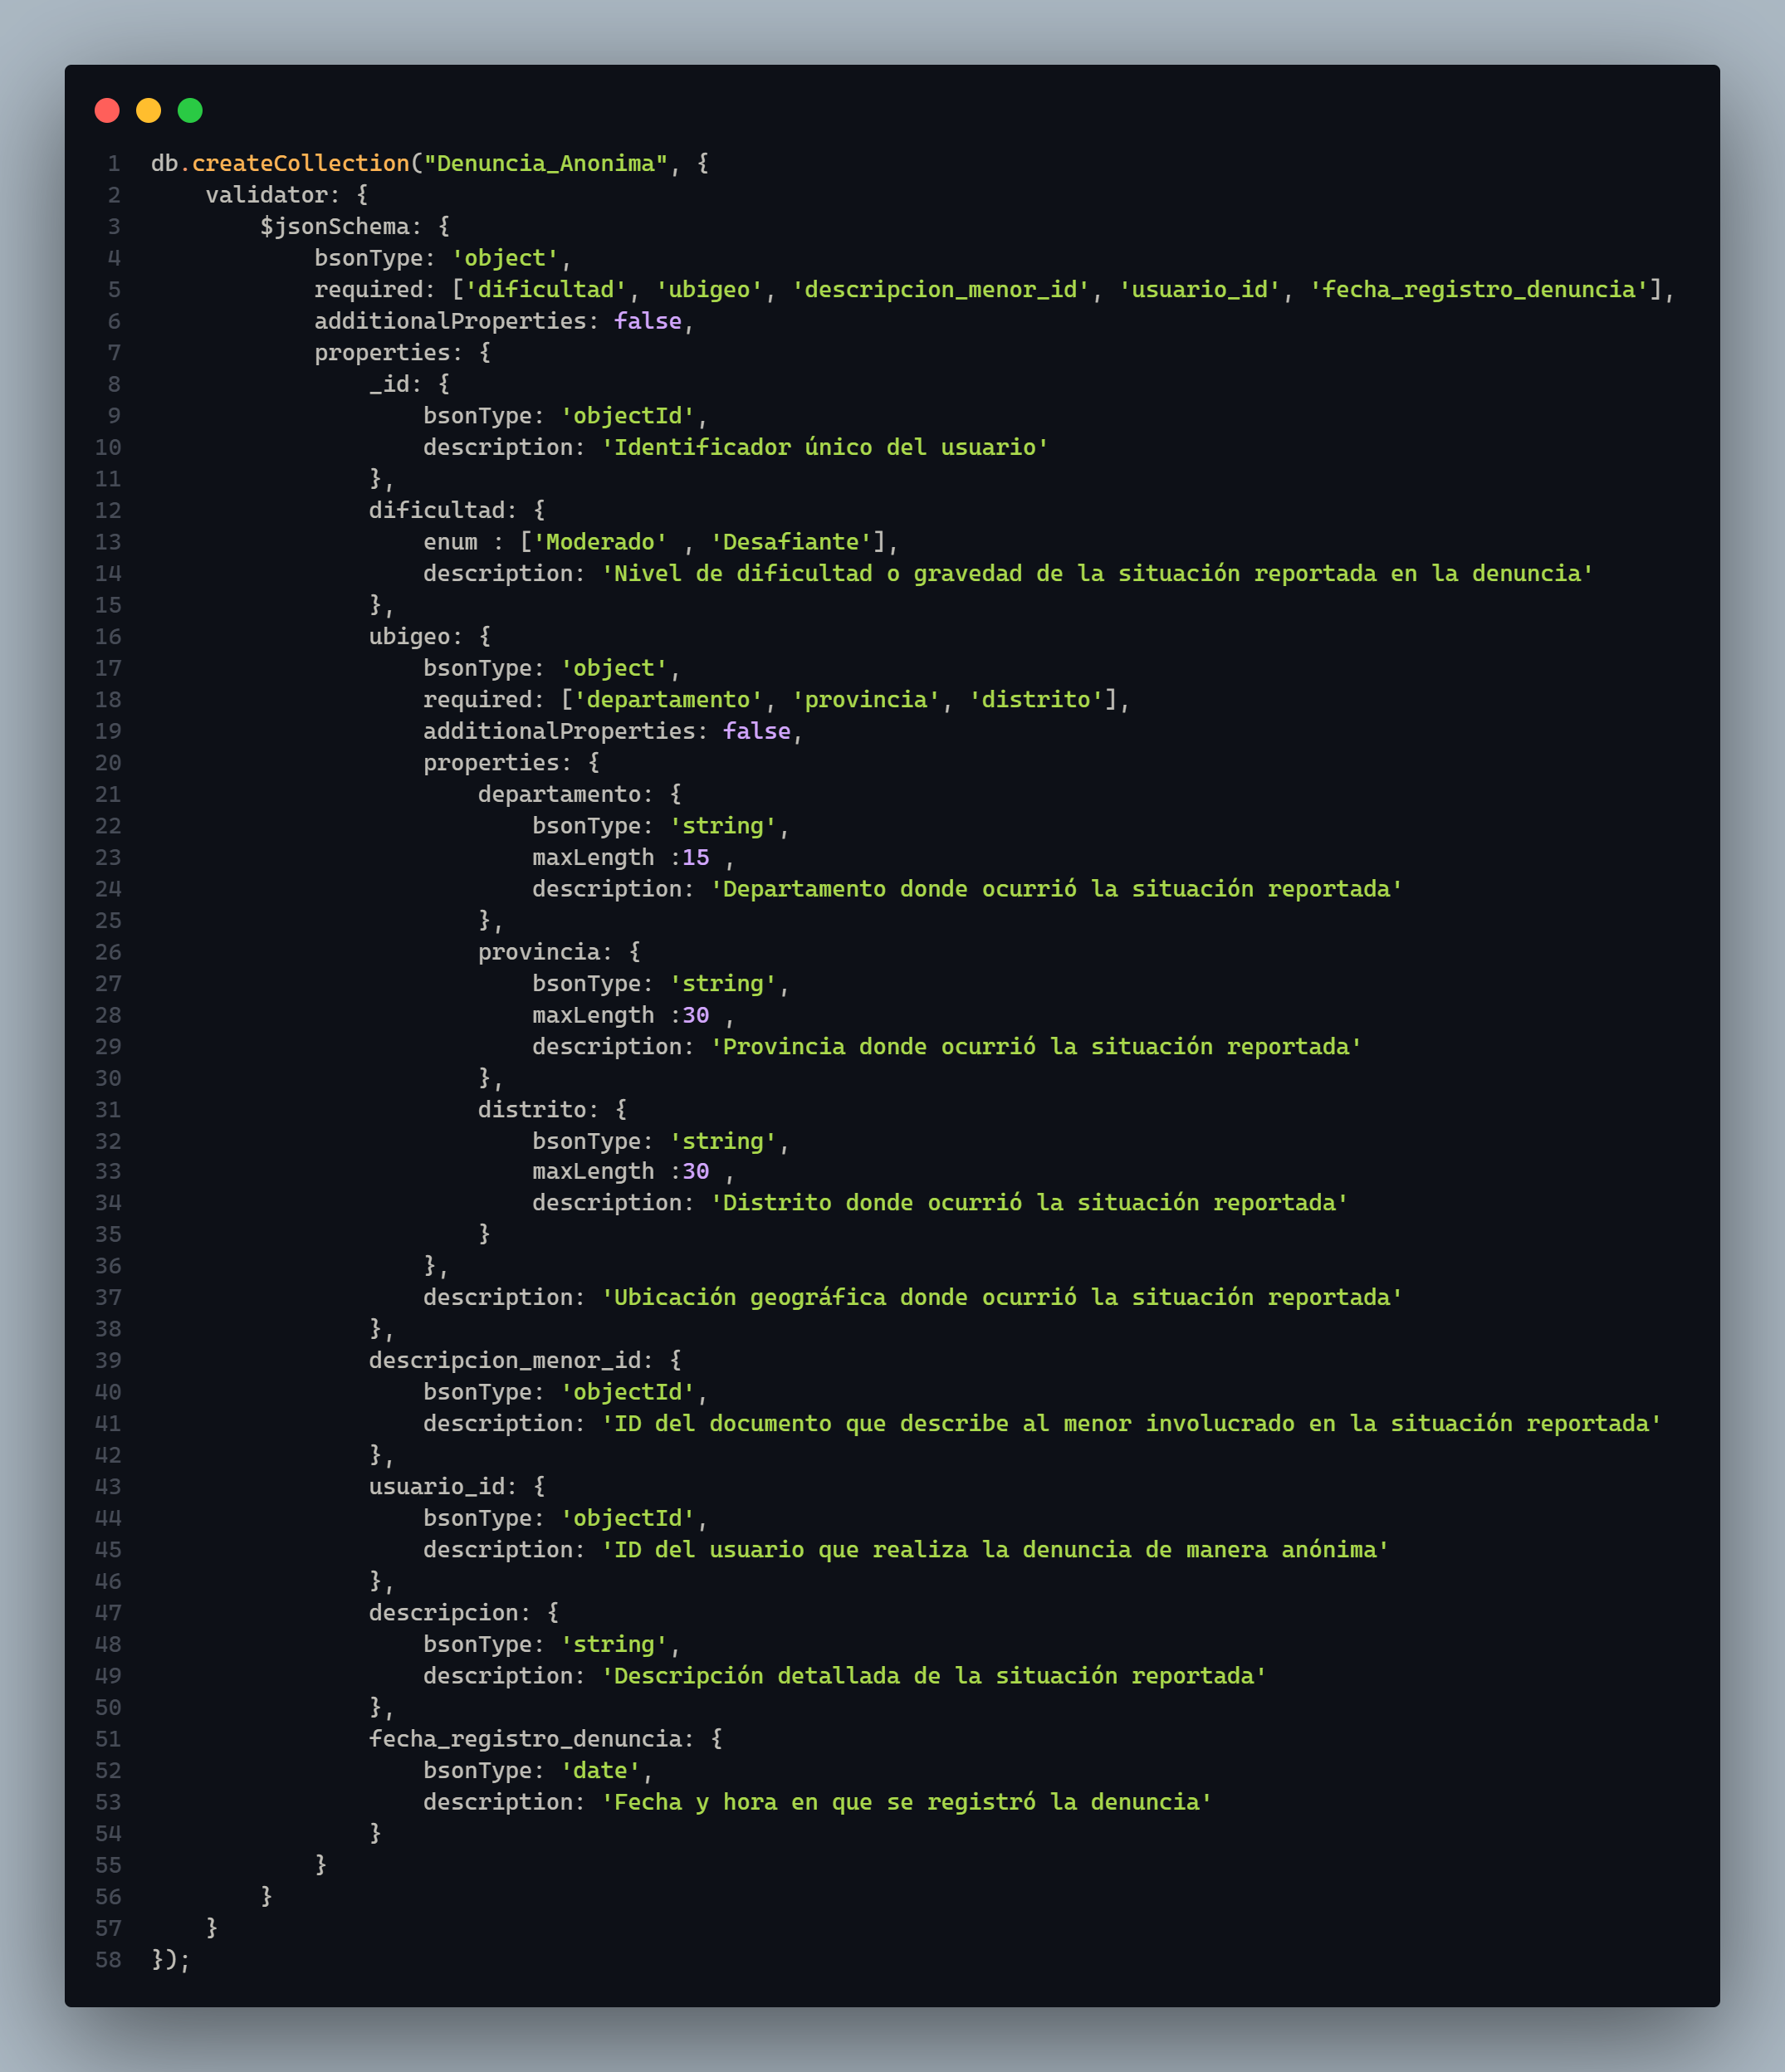 1 db.createCollection("Denuncia_Anonima", {
2     validator: {
3         $jsonSchema: {
4             bsonType: 'object',
5             required: ['dificultad', 'ubigeo', 'descripcion_menor_id', 'usuario_id', 'fecha_registro_denuncia'],
6             additionalProperties: false,
7             properties: {
8                 _id: {
9                     bsonType: 'objectId',
10                     description: 'Identificador único del usuario'
11                 },
12                 dificultad: {
13                     enum : ['Moderado' , 'Desafiante'],
14                     description: 'Nivel de dificultad o gravedad de la situación reportada en la denuncia'
15                 },
16                 ubigeo: {
17                     bsonType: 'object',
18                     required: ['departamento', 'provincia', 'distrito'],
19                     additionalProperties: false,
20                     properties: {
21                         departamento: {
22                             bsonType: 'string',
23                             maxLength :15 ,
24                             description: 'Departamento donde ocurrió la situación reportada'
25                         },
26                         provincia: {
27                             bsonType: 'string',
28                             maxLength :30 ,
29                             description: 'Provincia donde ocurrió la situación reportada'
30                         },
31                         distrito: {
32                             bsonType: 'string',
33                             maxLength :30 ,
34                             description: 'Distrito donde ocurrió la situación reportada'
35                         }
36                     },
37                     description: 'Ubicación geográfica donde ocurrió la situación reportada'
38                 },
39                 descripcion_menor_id: {
40                     bsonType: 'objectId',
41                     description: 'ID del documento que describe al menor involucrado en la situación reportada'
42                 },
43                 usuario_id: {
44                     bsonType: 'objectId',
45                     description: 'ID del usuario que realiza la denuncia de manera anónima'
46                 },
47                 descripcion: {
48                     bsonType: 'string',
49                     description: 'Descripción detallada de la situación reportada'
50                 },
51                 fecha_registro_denuncia: {
52                     bsonType: 'date',
53                     description: 'Fecha y hora en que se registró la denuncia'
54                 }
55             }
56         }
57     }
58 });